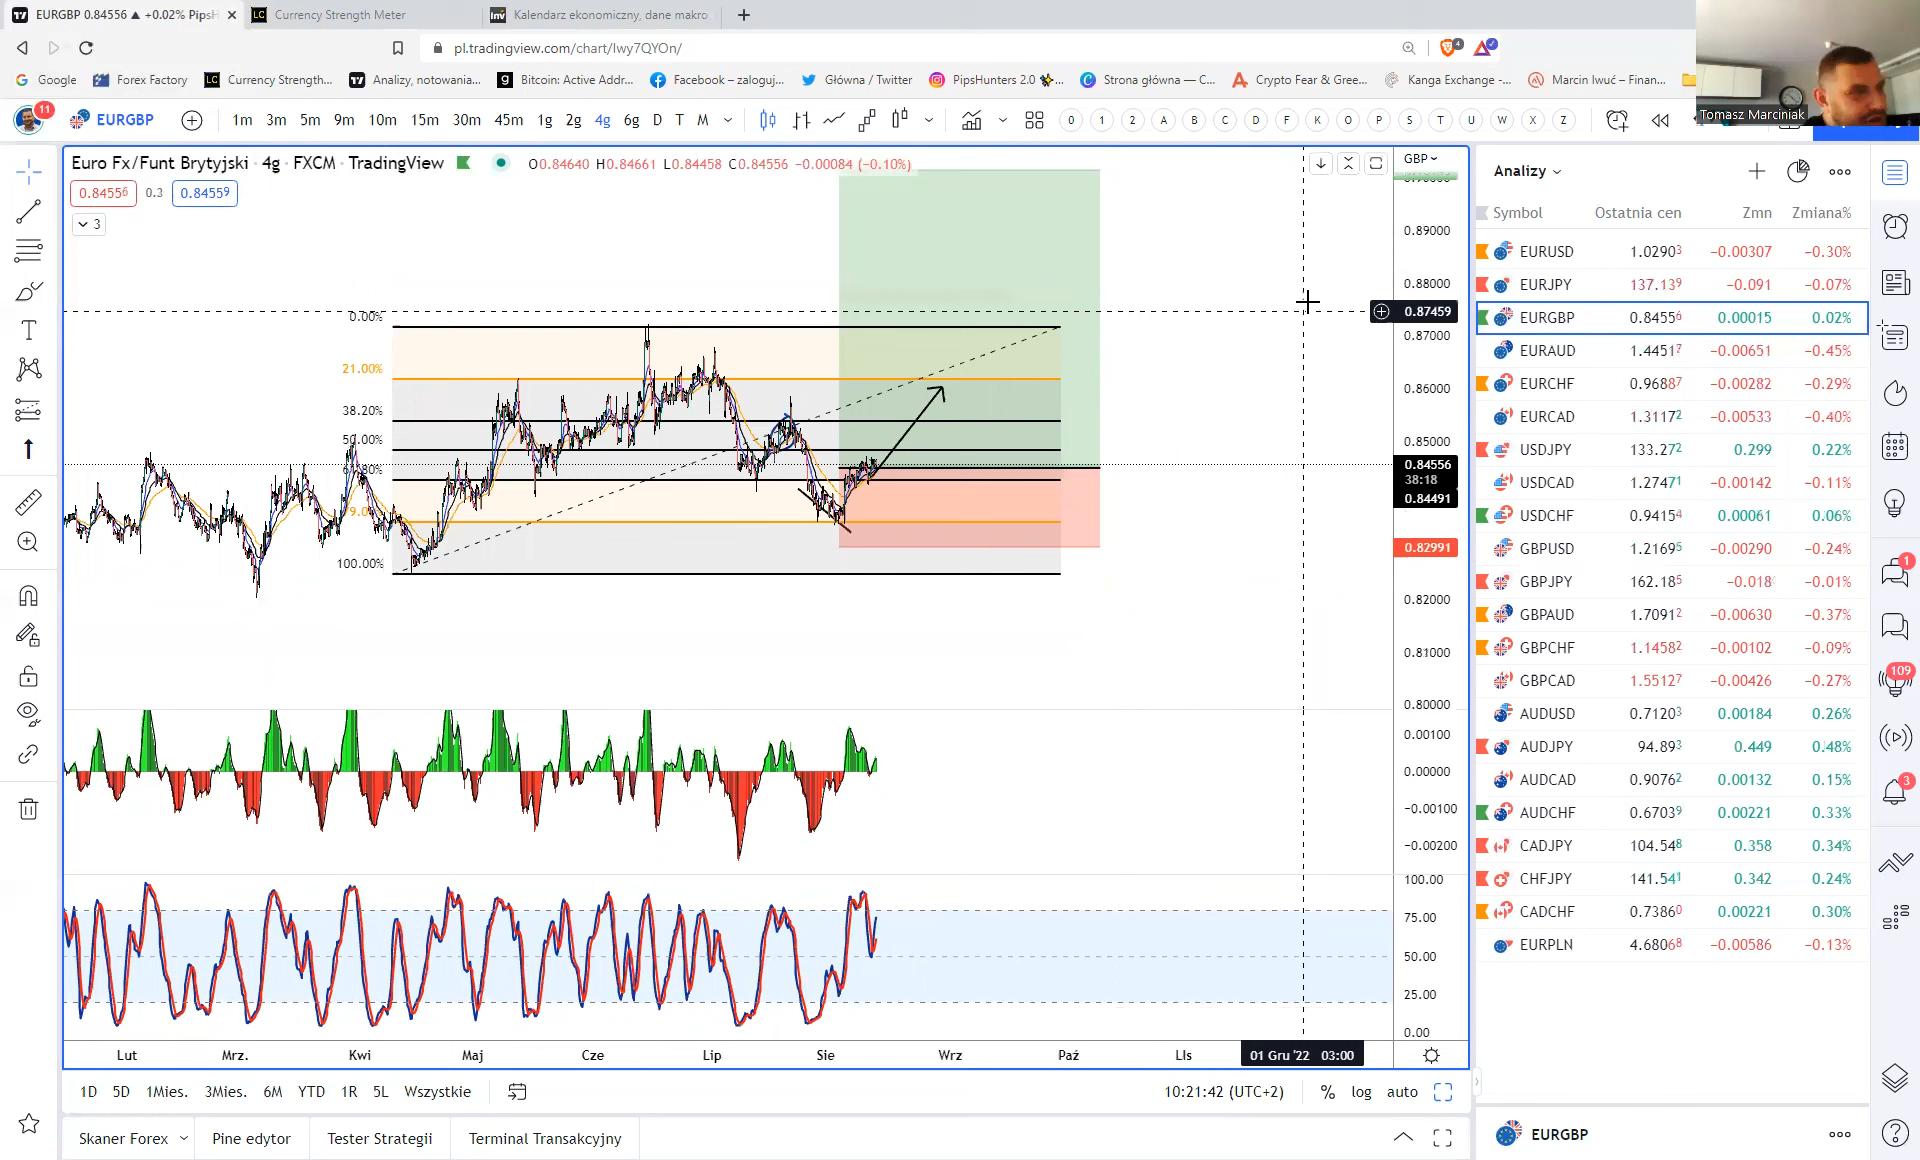 EURGBP 0.84556 ▲ +0.02% PipsH
Currency Strength Meter
Kalendarz ekonomiczny, dane makro
pl.tradingview.com/chart/Iwy7QYOn/
Google
Forex Factory
Currency Strength...
Analizy, notowania...
Bitcoin: Active Addr...
Facebook – zaloguj...
Główna / Twitter
PipsHunters 2.0
Strona główna — C...
Crypto Fear & Gree...
Kanga Exchange -...
Marcin Iwuć – Finan...
Tomasz Marciniak
11
EURGBP
1m 3m 5m 9m 10m 15m 30m 45m 1g 2g 4g 6g D T M
0 1 2 A B C D F K O P S T U W X Z
Euro Fx/Funt Brytyjski · 4g · FXCM · TradingView
O0.84640 H0.84661 L0.84458 C0.84556 −0.00084 (−0.10%)
GBP
0.84556 0.3 0.84559
3
0.89000
0.88000
0.87459
0.87000
0.86000
0.85000
0.84556
38:18
0.84491
0.82991
0.82000
0.81000
0.80000
0.00%
21.00%
38.20%
50.00%
100.00%
0.00100
0.00000
−0.00100
−0.00200
100.00
75.00
50.00
25.00
0.00
Lut Mrz. Kwi Maj Cze Lip Sie Wrz Paź Lis 01 Gru '22 03:00
1D 5D 1Mies. 3Mies. 6M YTD 1R 5L Wszystkie
10:21:42 (UTC+2) % log auto
Skaner Forex Pine edytor Tester Strategii Terminal Transakcyjny
Analizy
Symbol Ostatnia cen Zmn Zmiana%
EURUSD 1.02903 −0.00307 −0.30%
EURJPY 137.139 −0.091 −0.07%
EURGBP 0.84556 0.00015 0.02%
EURAUD 1.44517 −0.00651 −0.45%
EURCHF 0.96887 −0.00282 −0.29%
EURCAD 1.31172 −0.00533 −0.40%
USDJPY 133.272 0.299 0.22%
USDCAD 1.27471 −0.00142 −0.11%
USDCHF 0.94154 0.00061 0.06%
GBPUSD 1.21695 −0.00290 −0.24%
GBPJPY 162.185 −0.018 −0.01%
GBPAUD 1.70912 −0.00630 −0.37%
GBPCHF 1.14582 −0.00102 −0.09%
GBPCAD 1.55127 −0.00426 −0.27%
AUDUSD 0.71203 0.00184 0.26%
AUDJPY 94.893 0.449 0.48%
AUDCAD 0.90762 0.00132 0.15%
AUDCHF 0.67039 0.00221 0.33%
CADJPY 104.548 0.358 0.34%
CHFJPY 141.541 0.342 0.24%
CADCHF 0.73860 0.00221 0.30%
EURPLN 4.68068 −0.00586 −0.13%
EURGBP
1
109
3